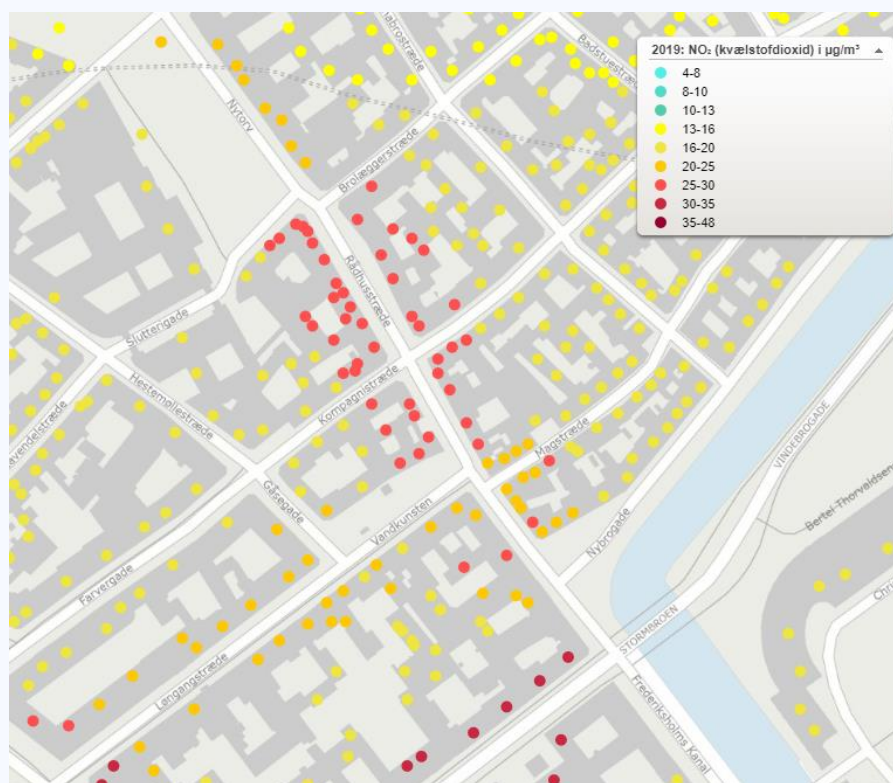 2019: NO₂ (kvælstofdioxid) i µg/m³
4-8
8-10
10-13
13-16
16-20
20-25
25-30
30-35
35-48
Badstuestræde
Nytorv
Brolæggerstræde
Rådhusstræde
Slutterigade
Hestemøllestræde
Kompagnistræde
Magstræde
VINDEBROGADE
Gåsegade
Vandkunsten
Nybrogade
Bertel Thorvaldsen
Farvergade
Chr
STORMBROEN
Løngangstræde
Frederiksholms Kanal